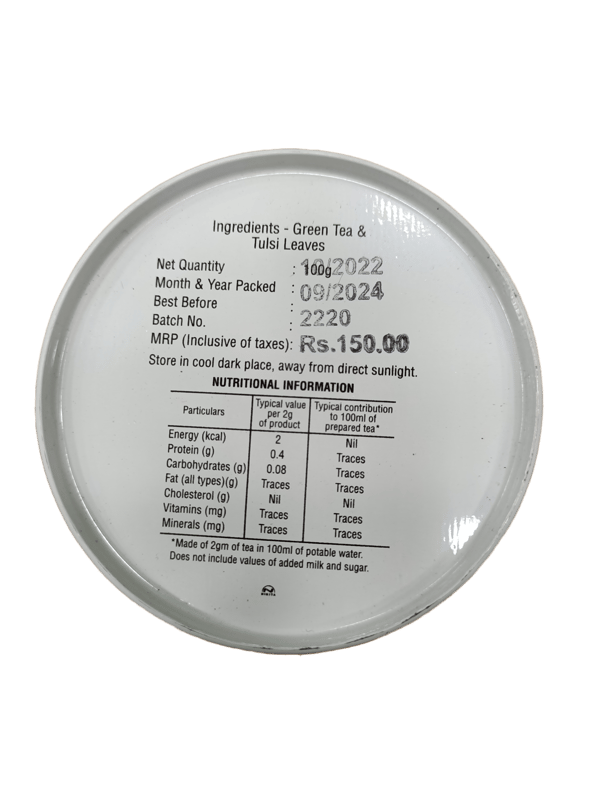 Ingredients - Green Tea &
Tulsi Leaves
Net Quantity : 100g
Month & Year Packed : 10/2022
Best Before : 09/2024
Batch No. : 2220
MRP (Inclusive of taxes): Rs.150.00
Store in cool dark place, away from direct sunlight.
NUTRITIONAL INFORMATION
Particulars Typical value per 2g of product Typical contribution to 100ml of prepared tea*
Energy (kcal) 2 Nil
Protein (g) 0.4 Traces
Carbohydrates (g) 0.08 Traces
Fat (all types)(g) Traces Traces
Cholesterol (g) Nil Nil
Vitamins (mg) Traces Traces
Minerals (mg) Traces Traces
*Made of 2gm of tea in 100ml of potable water.
Does not include values of added milk and sugar.